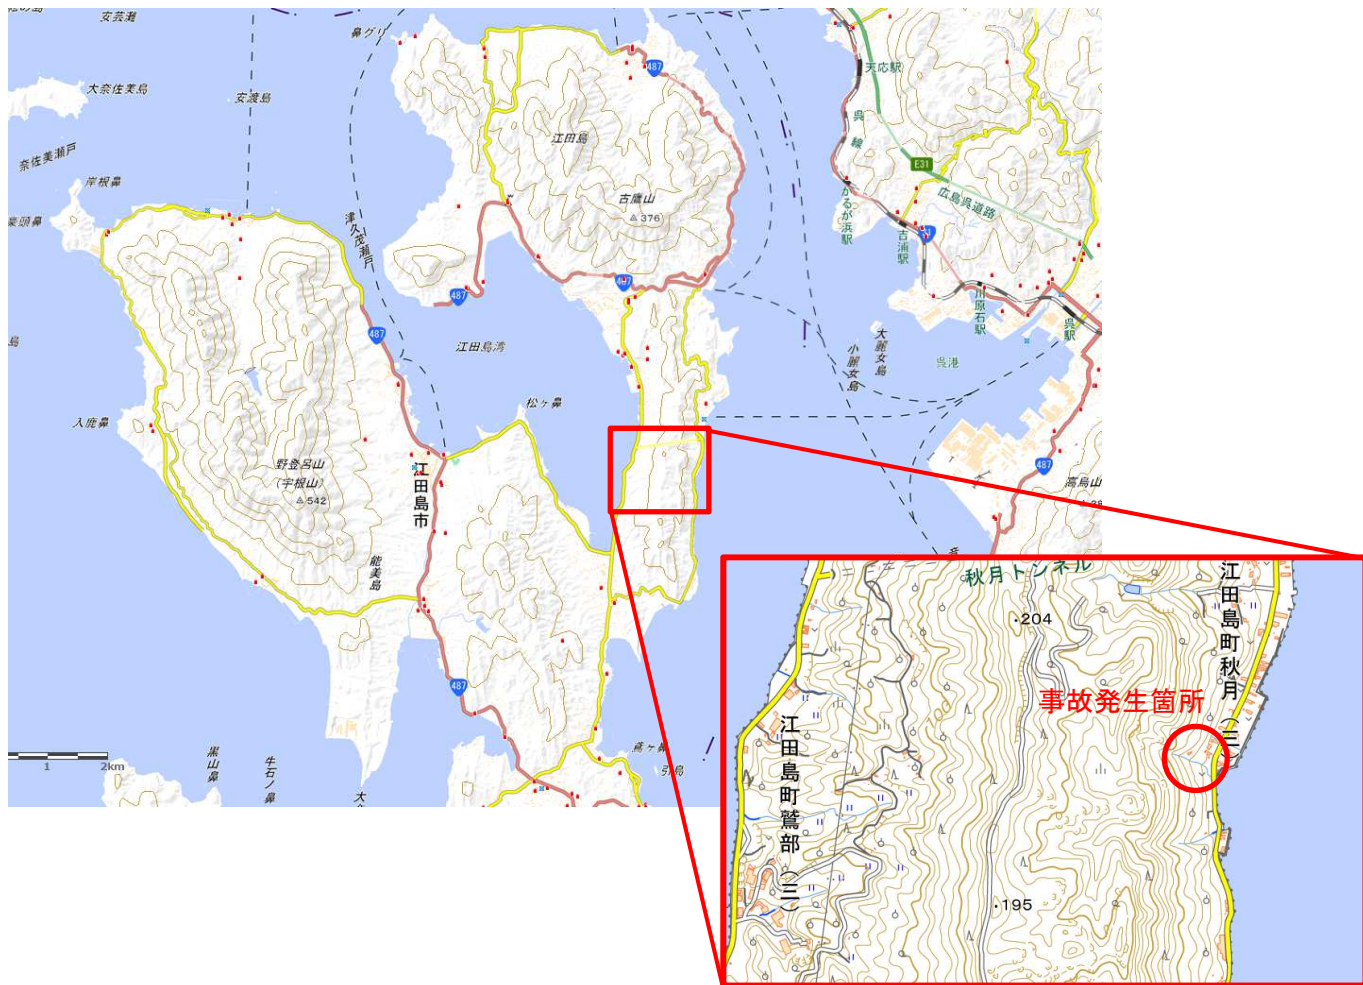 安芸灘
鼻グリ
大奈佐美島
安渡島
奈佐美瀬戸
岸根鼻
天応駅
呉線
E31
広島呉道路
かるが浜駅
吉浦駅
川原石駅
呉駅
487
江田島
古鷹山
376
津久茂瀬戸
487
487
487
江田島湾
大麗女島
小麗女島
呉港
松ヶ鼻
入鹿鼻
野登呂山
(宇根山)
542
江田島市
能美島
487
487
高烏山
鳶ヶ鼻
引島
黒山鼻
牛石ノ鼻
1
2km
秋月トンネル
204
江田島町秋月(三)
事故発生箇所
江田島町鷲部(三)
195